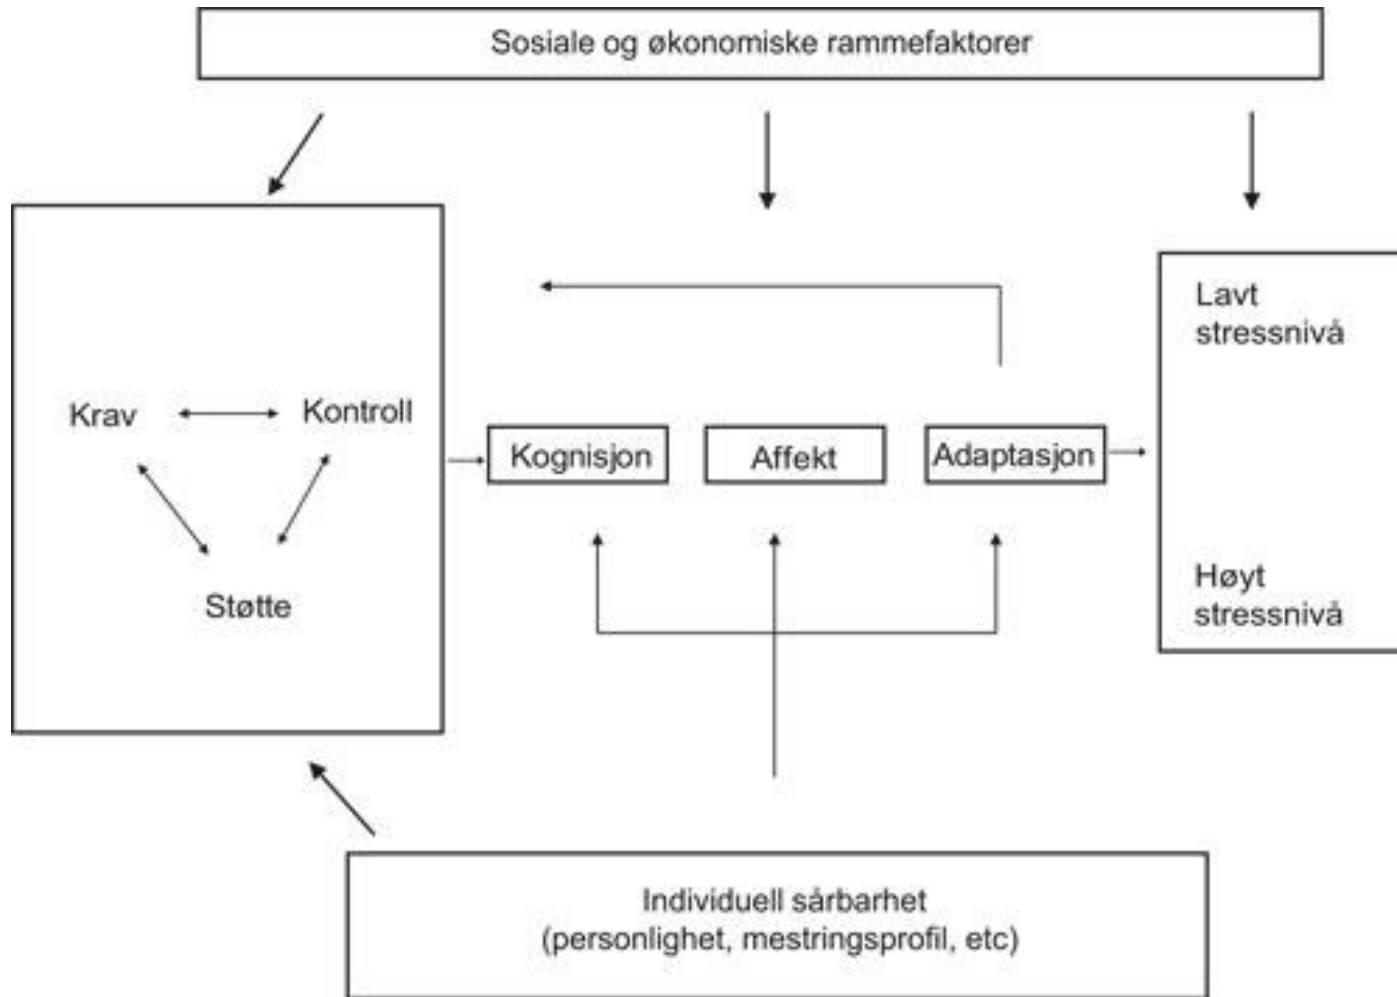 Sosiale og økonomiske rammefaktorer
Krav
Kontroll
Støtte
Kognisjon
Affekt
Adaptasjon
Lavt
stressnivå
Høyt
stressnivå
Individuell sårbarhet
(personlighet, mestringsprofil, etc)